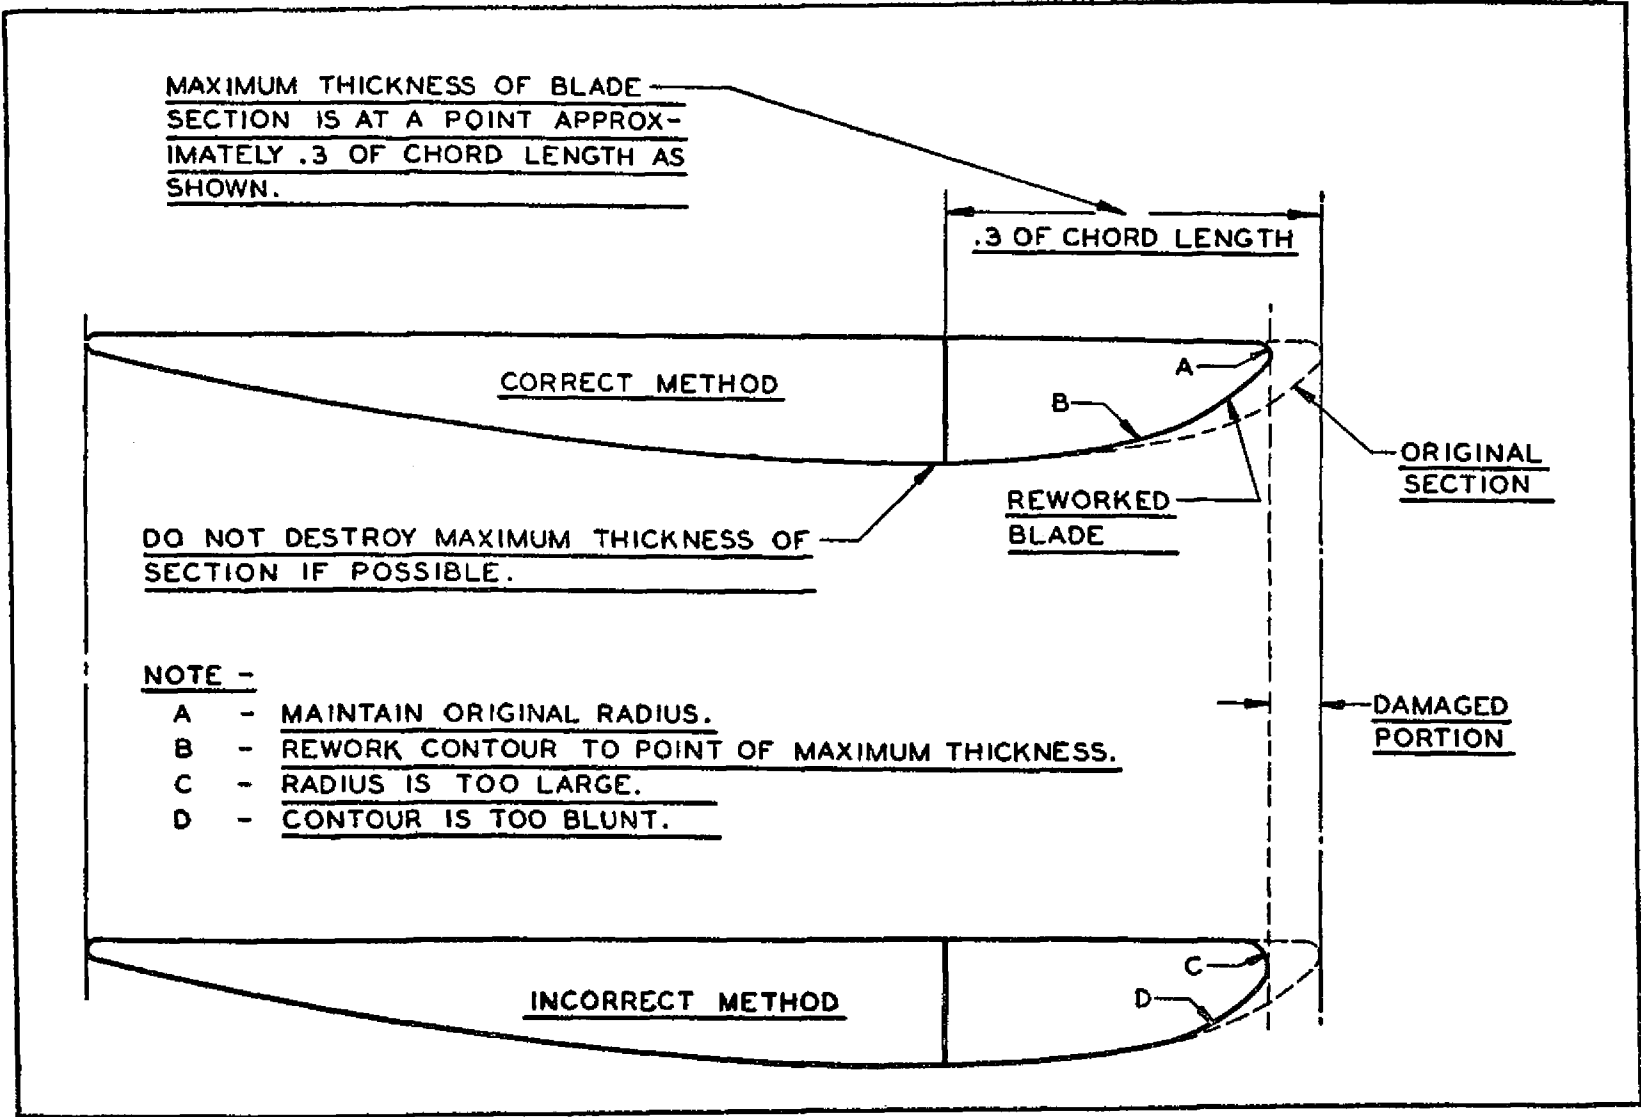 MAXIMUM THICKNESS OF BLADE
SECTION IS AT A POINT APPROX-
IMATELY .3 OF CHORD LENGTH AS
SHOWN.
.3 OF CHORD LENGTH
CORRECT METHOD
A
B
ORIGINAL
SECTION
REWORKED
BLADE
DO NOT DESTROY MAXIMUM THICKNESS OF
SECTION IF POSSIBLE.
NOTE -
A - MAINTAIN ORIGINAL RADIUS.
B - REWORK CONTOUR TO POINT OF MAXIMUM THICKNESS.
C - RADIUS IS TOO LARGE.
D - CONTOUR IS TOO BLUNT.
DAMAGED
PORTION
C
D
INCORRECT METHOD